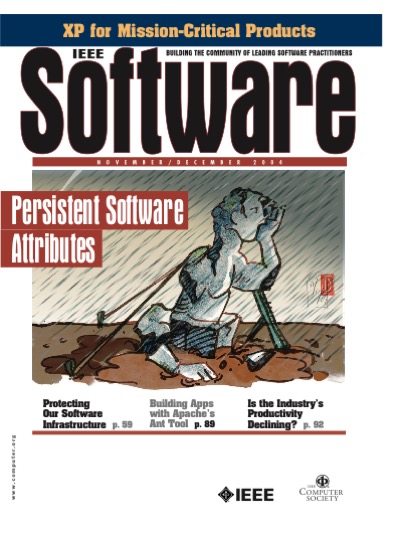 XP for Mission-Critical Products
IEEE
BUILDING THE COMMUNITY OF LEADING SOFTWARE PRACTITIONERS
Software
NOVEMBER/DECEMBER 2004
Persistent Software
Attributes
Protecting
Our Software
Infrastructure p. 59
Building Apps
with Apache's
Ant Tool p. 89
Is the Industry's
Productivity
Declining? p. 92
www.computer.org
IEEE
IEEE
COMPUTER
SOCIETY